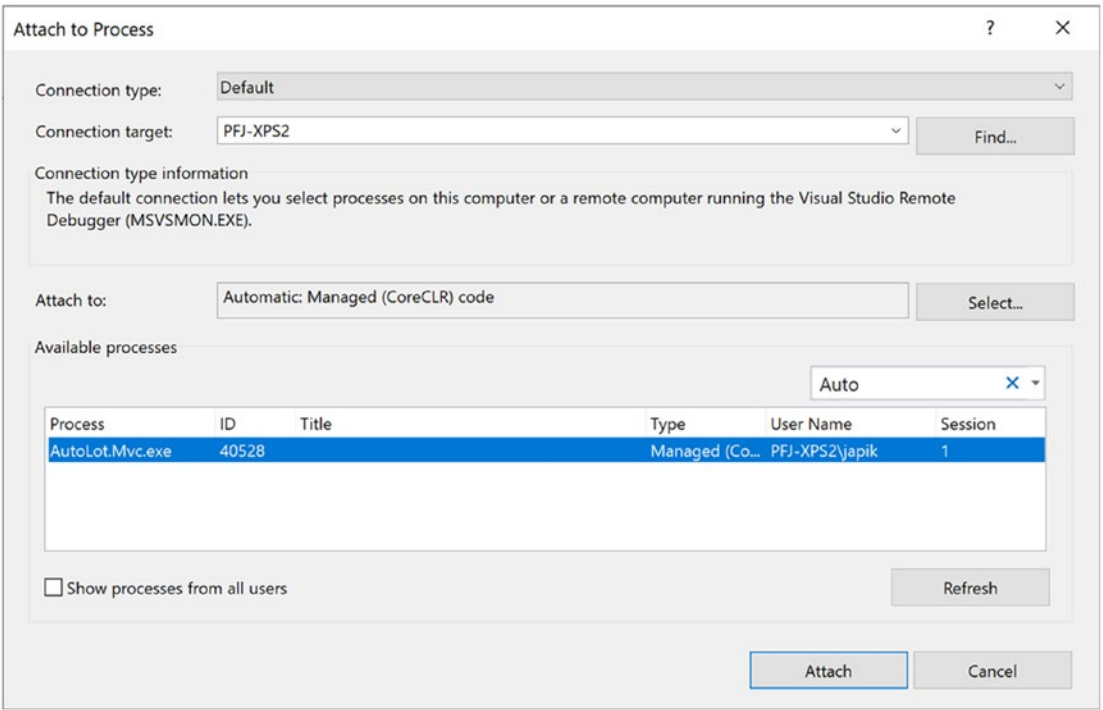 Attach to Process
Connection type: Default
Connection target: PFJ-XPS2 Find...
Connection type information
The default connection lets you select processes on this computer or a remote computer running the Visual Studio Remote
Debugger (MSVSMON.EXE).
Attach to: Automatic: Managed (CoreCLR) code Select...
Available processes
Auto
Process ID Title Type User Name Session
AutoLot.Mvc.exe 40528 Managed (Co... PFJ-XPS2\japik 1
Show processes from all users Refresh
Attach Cancel